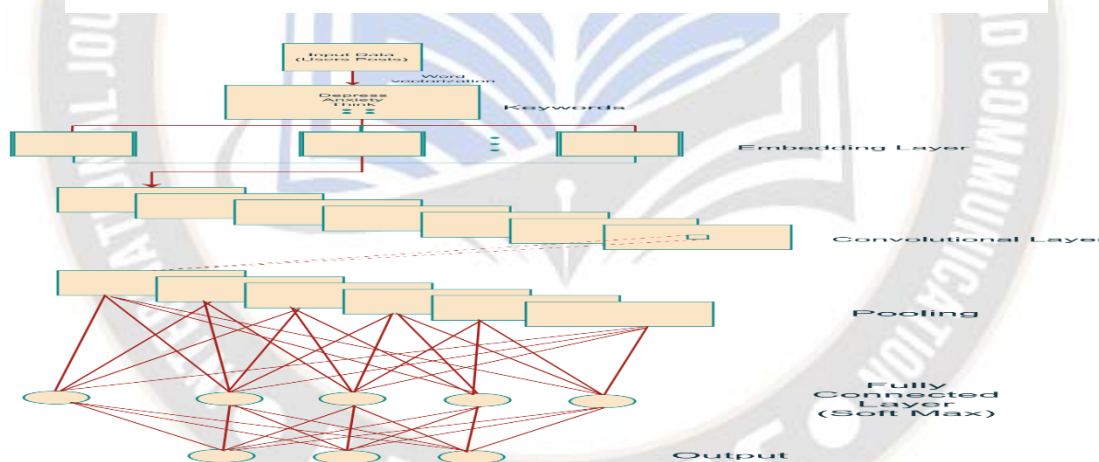 Input Data
(Users Posts)
Word
vectorization
Depress
Anxiety
Think
Keywords
Embedding Layer
Convolutional Layer
Pooling
Fully
Connected
Layer
(Soft Max)
Output
D COMMUNICATION